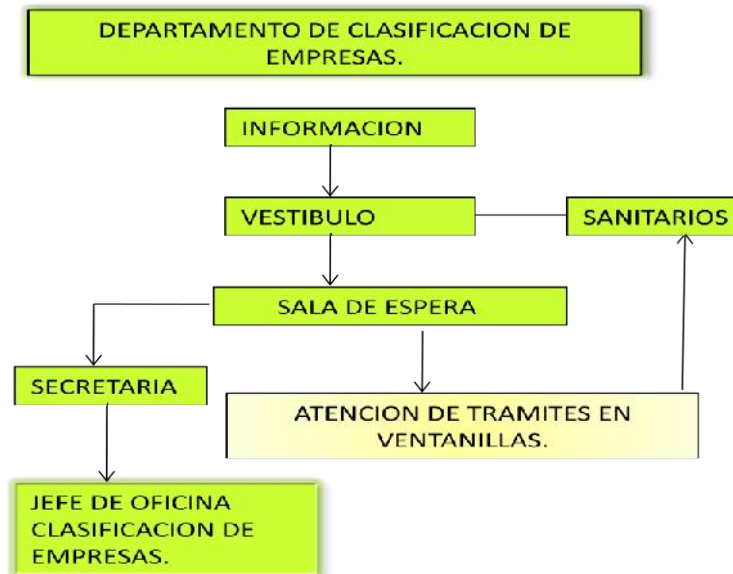 DEPARTAMENTO DE CLASIFICACION DE
EMPRESAS.
INFORMACION
VESTIBULO
SANITARIOS
SALA DE ESPERA
SECRETARIA
ATENCION DE TRAMITES EN
VENTANILLAS.
JEFE DE OFICINA
CLASIFICACION DE
EMPRESAS.